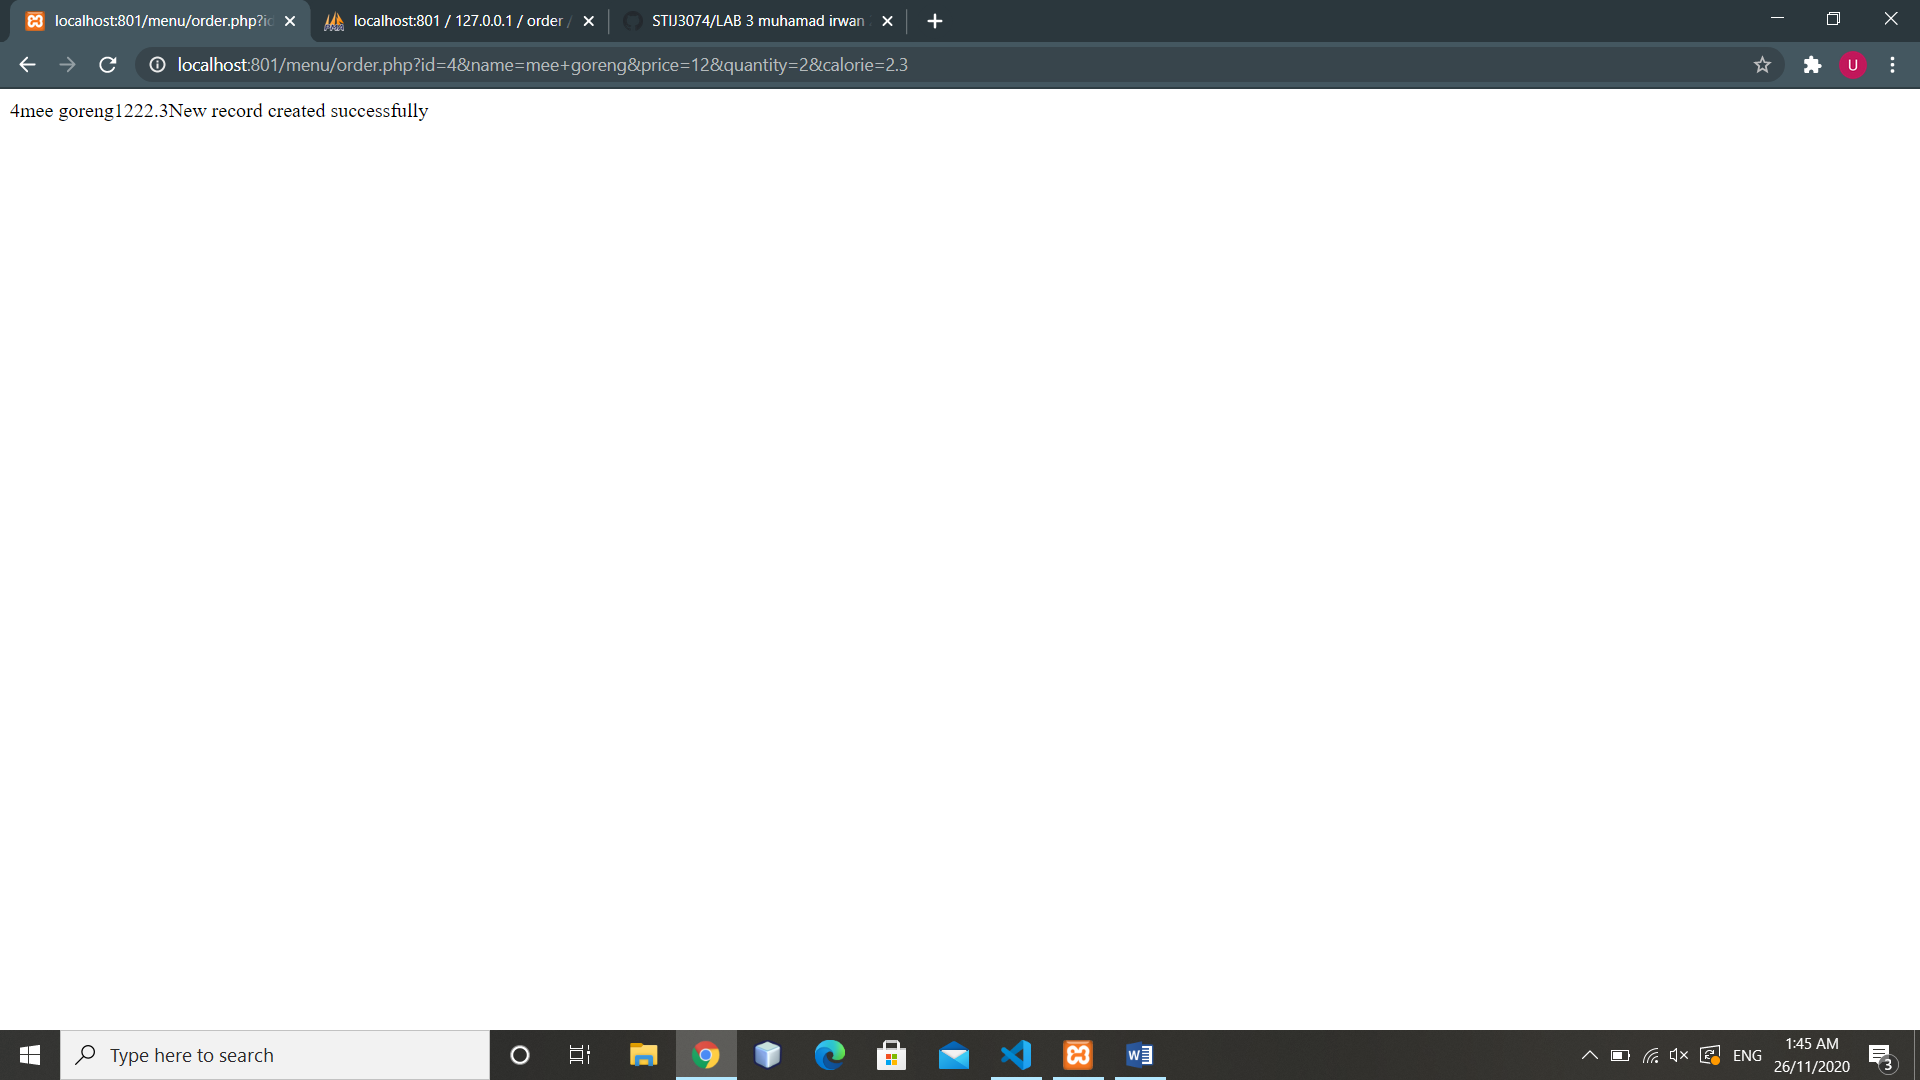 localhost:801/menu/order.php?id
localhost:801 / 127.0.0.1 / order /
STIJ3074/LAB 3 muhamad irwan
localhost:801/menu/order.php?id=4&name=mee+goreng&price=12&quantity=2&calorie=2.3
U
4mee goreng1222.3New record created successfully
Type here to search
ENG
1:45 AM
26/11/2020
3